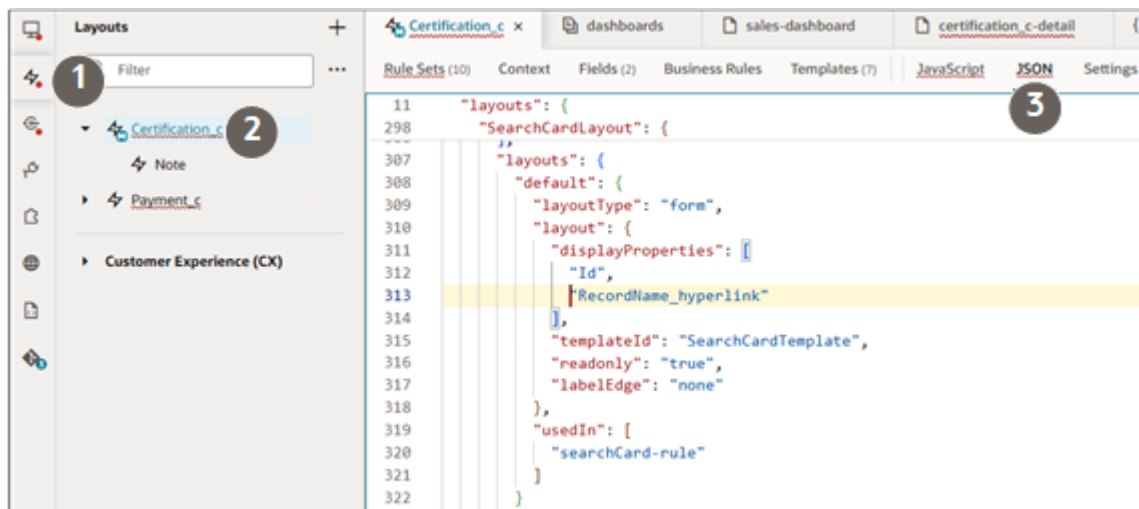 Layouts
Filter
1
Certification_c
2
Note
Payment_c
Customer Experience (CX)
Certification_c × dashboards sales-dashboard certification_c-detail {
Rule Sets (10) Context Fields (2) Business Rules Templates (7) JavaScript JSON Settings
3
11 "layouts": {
298 "SearchCardLayout": {
307 "layouts": {
308 "default": {
309 "layoutType": "form",
310 "layout": {
311 "displayProperties": [
312 "Id",
313 "RecordName_hyperlink"
314 ],
315 "templateId": "SearchCardTemplate",
316 "readonly": "true",
317 "labelEdge": "none"
318 },
319 "usedIn": [
320 "searchCard-rule"
321 ]
322 }